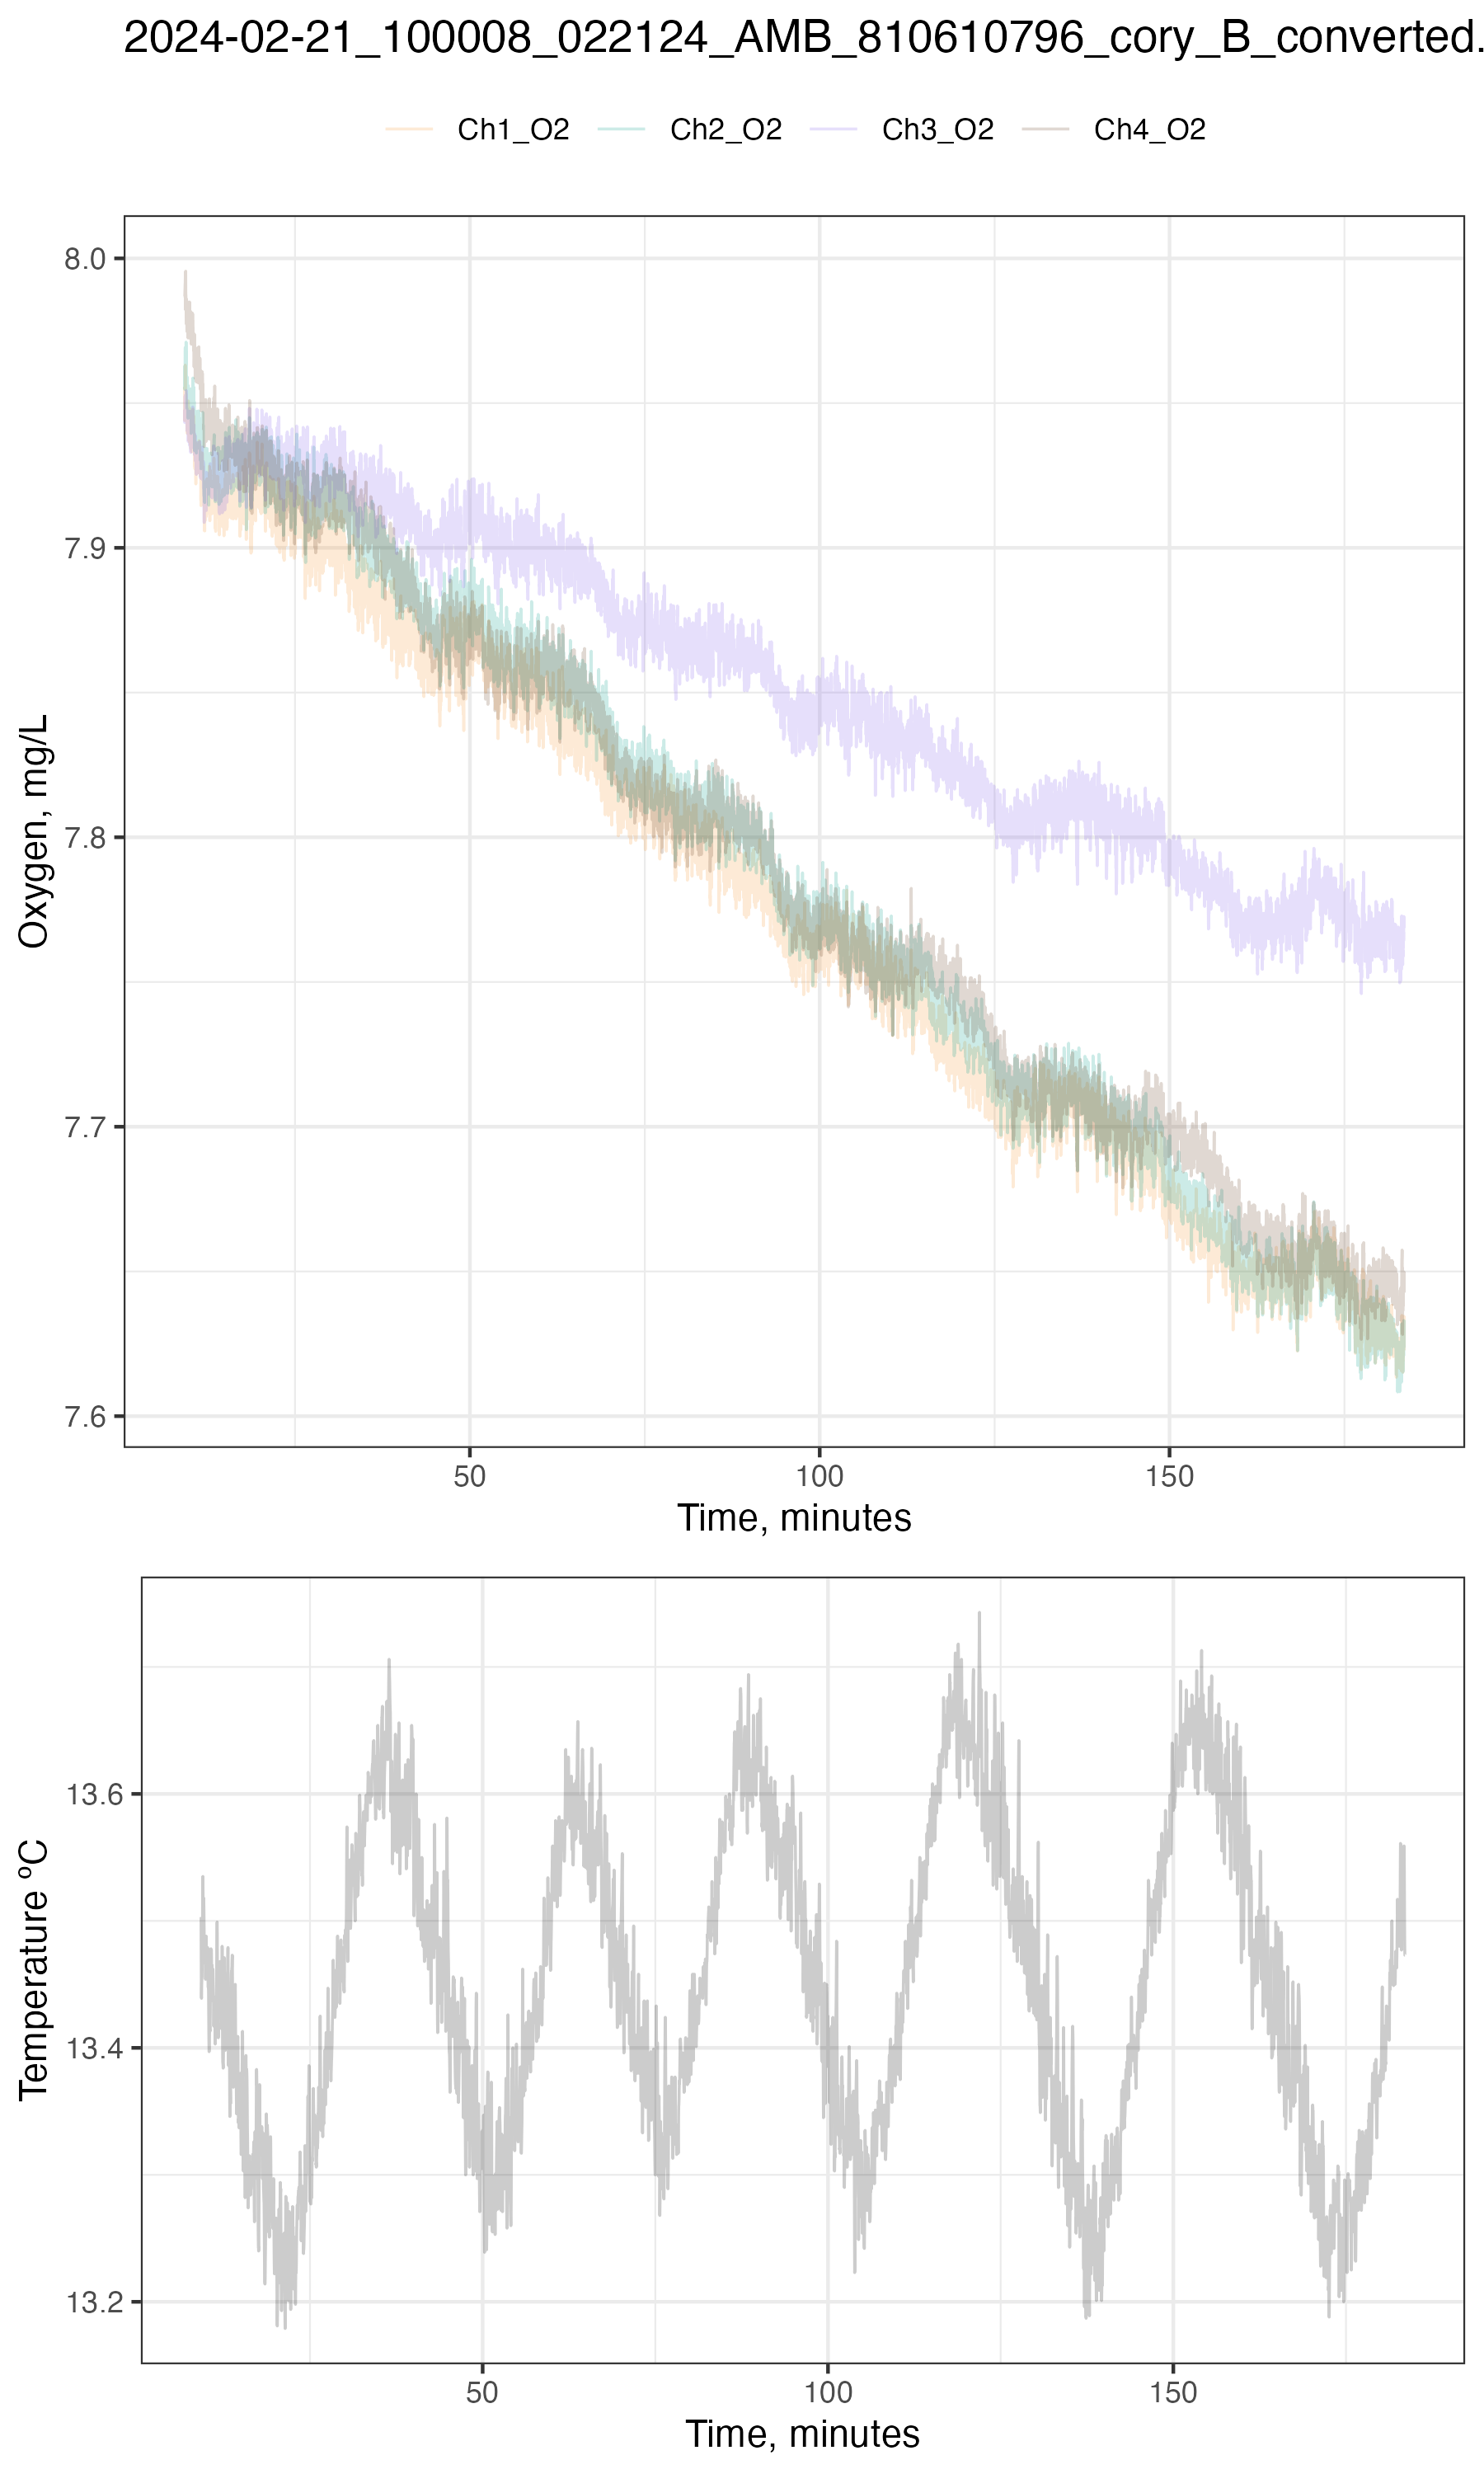 2024-02-21_100008_022124_AMB_810610796_cory_B_converted.
Ch1_O2 Ch2_O2 Ch3_O2 Ch4_O2
8.0
7.9
7.8
7.7
7.6
Oxygen, mg/L
50 100 150
Time, minutes
13.6
13.4
13.2
Temperature ºC
50 100 150
Time, minutes